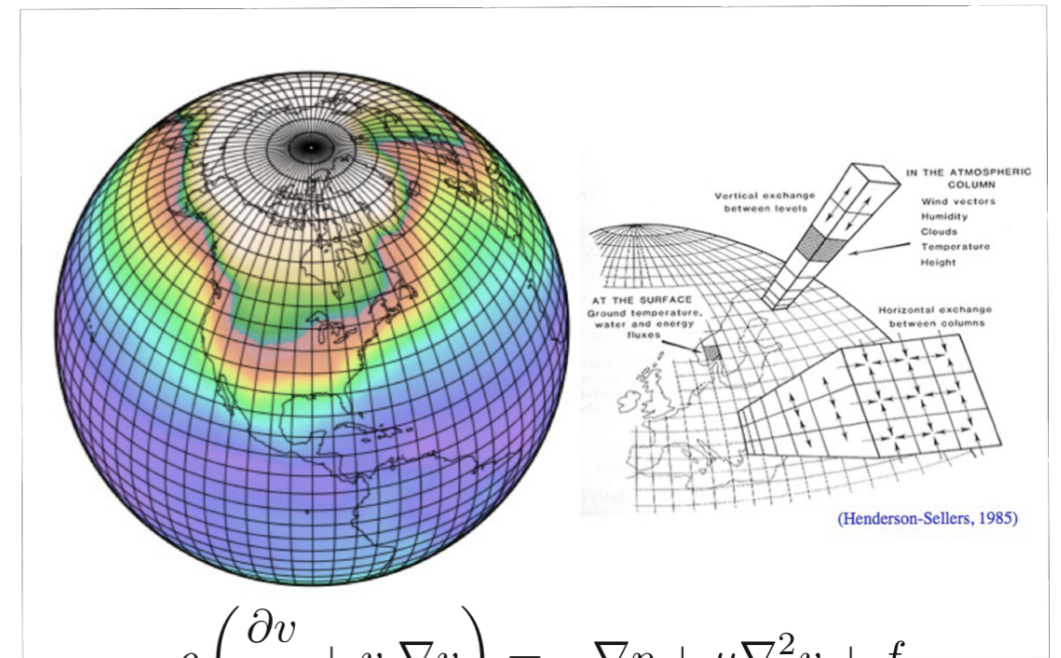 IN THE ATMOSPHERIC
COLUMN
Wind vectors
Humidity
Clouds
Temperature
Height
Vertical exchange
between levels
AT THE SURFACE
Ground temperature,
water and energy
fluxes
Horizontal exchange
between columns
(Henderson-Sellers, 1985)
ρ(∂v + v·∇v) = −∇p + μ∇²v + f